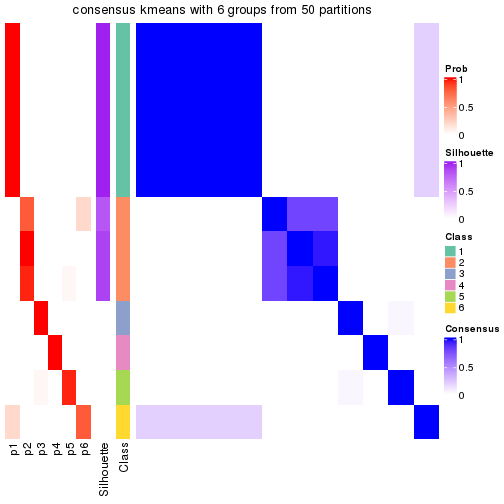 consensus kmeans with 6 groups from 50 partitions
p1
p2
p3
p4
p5
p6
Silhouette
Class
Prob
1
0.5
0
Silhouette
1
0.5
0
Class
1
2
3
4
5
6
Consensus
1
0.5
0